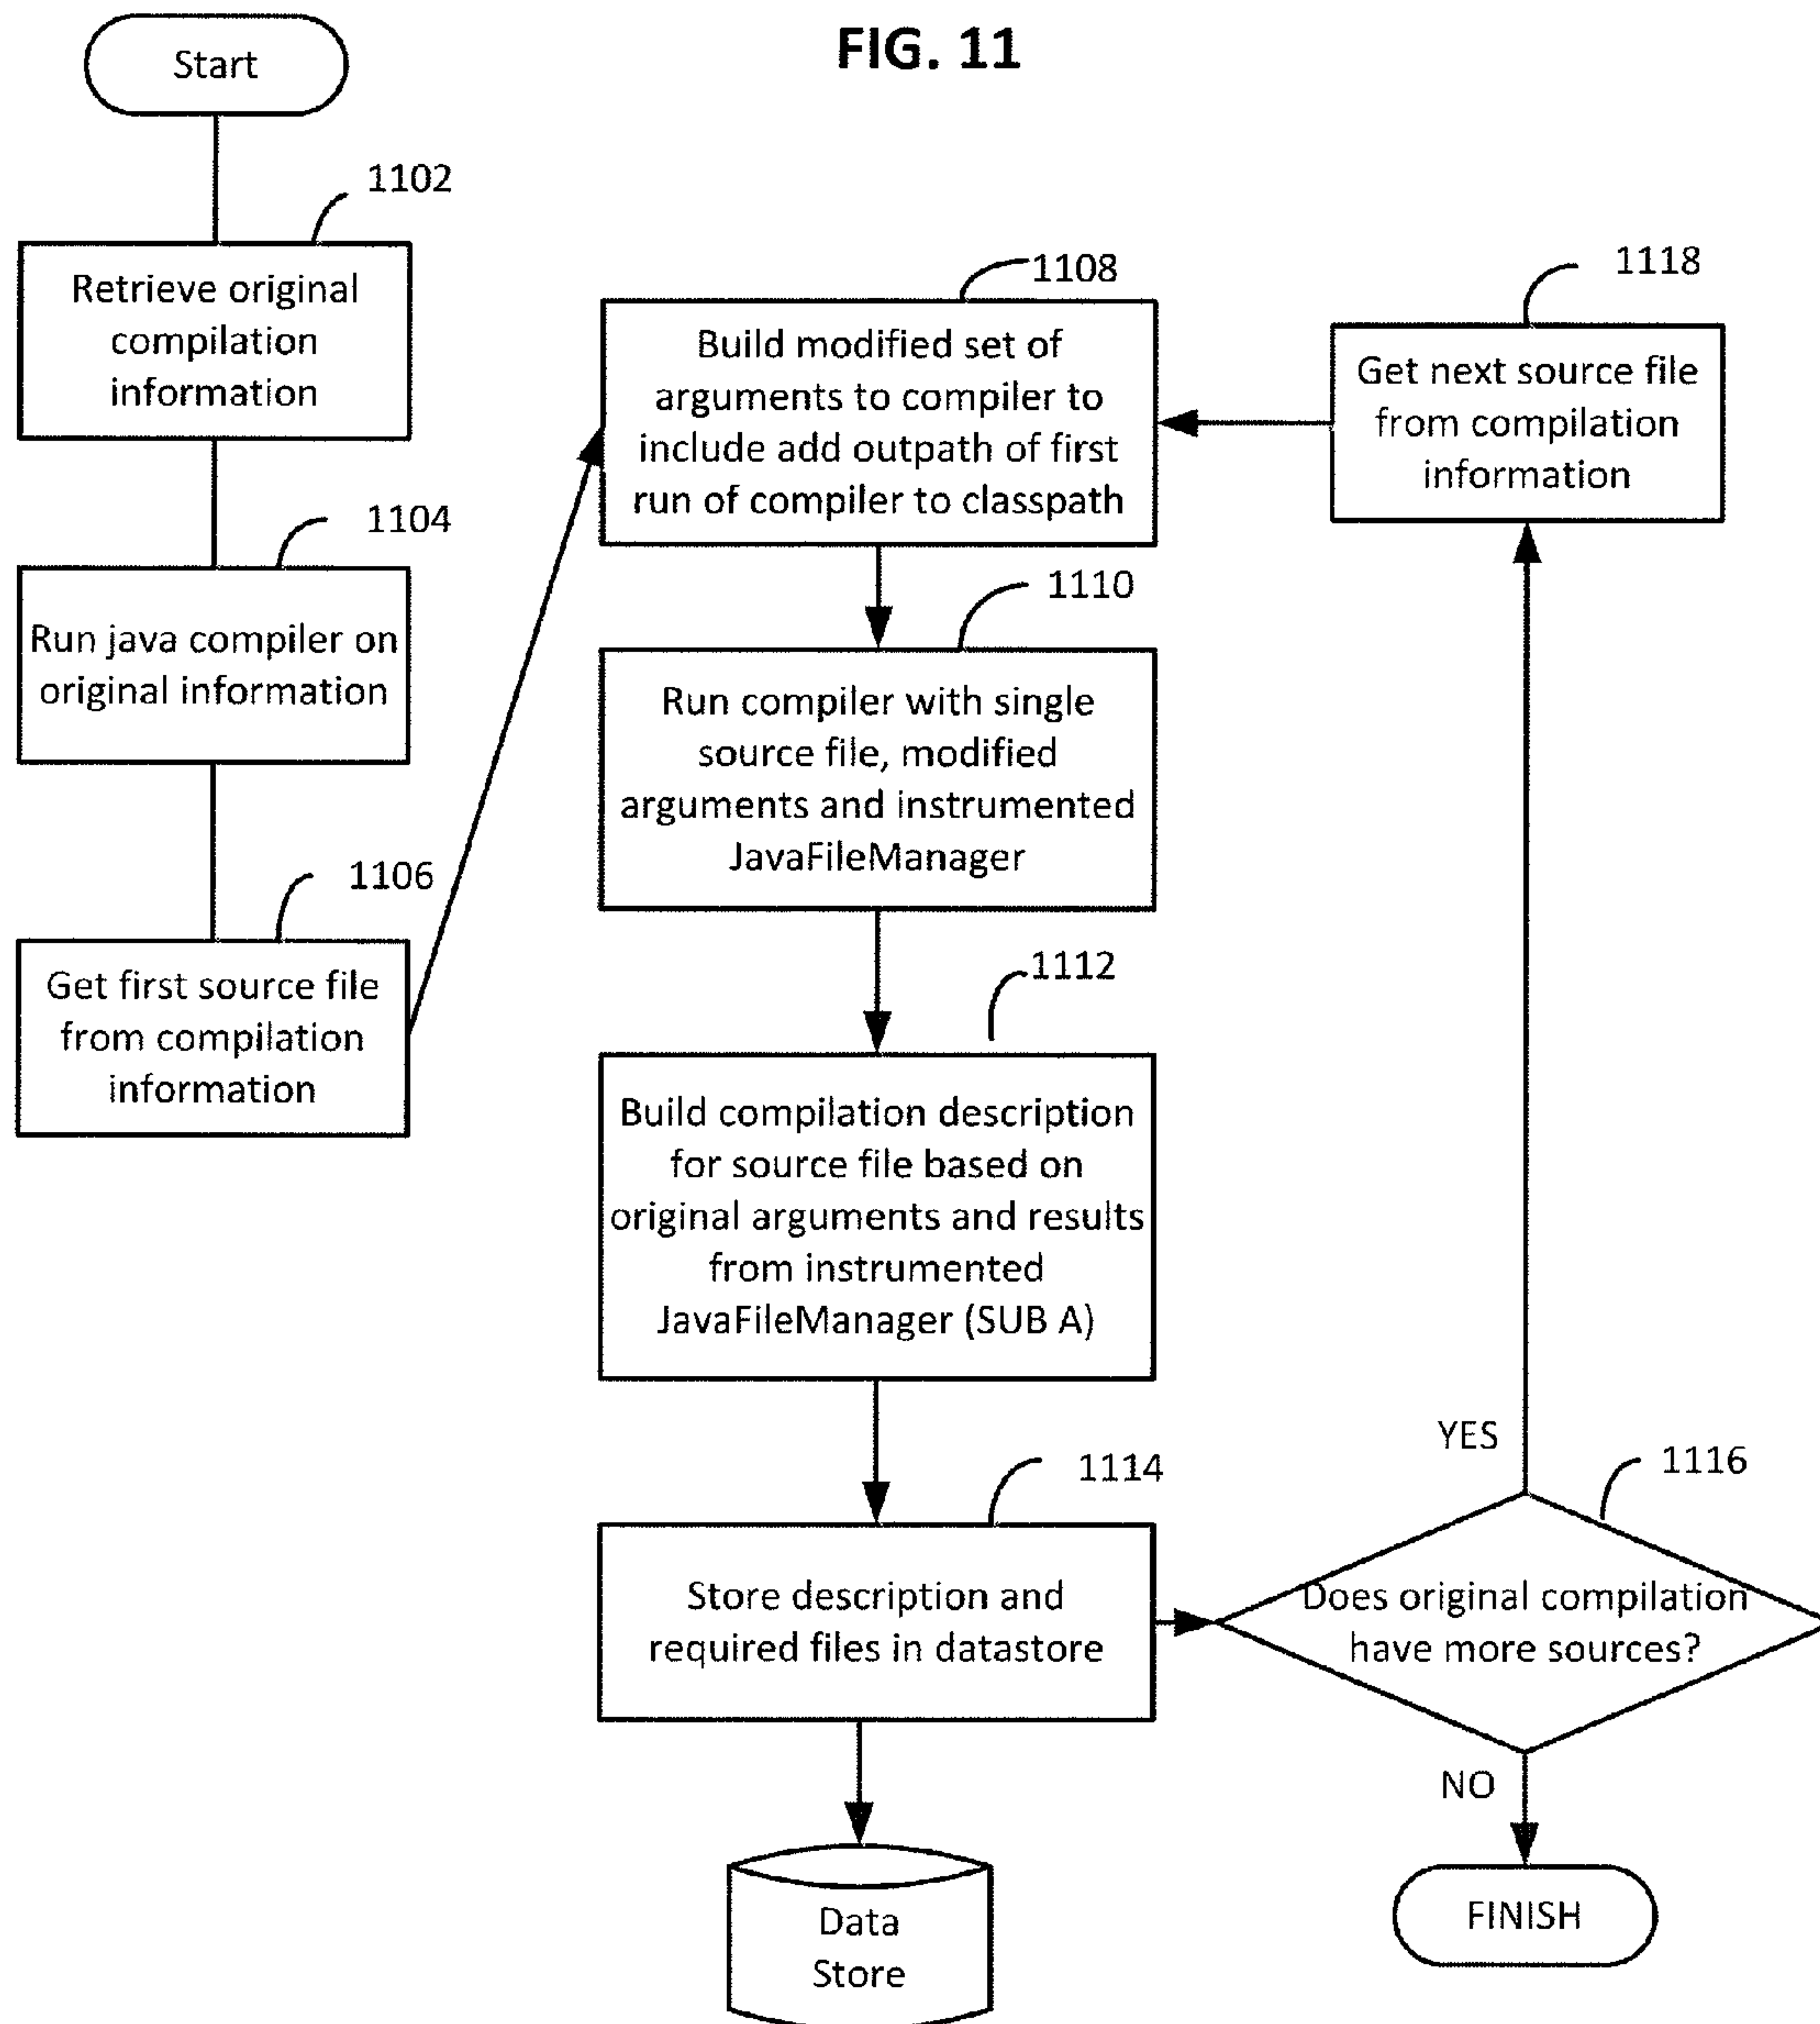 FIG. 11
Start
1102
Retrieve original
compilation
information
1104
Run java compiler on
original information
1106
Get first source file
from compilation
information
1108
Build modified set of
arguments to compiler to
include add outpath of first
run of compiler to classpath
1110
Run compiler with single
source file, modified
arguments and instrumented
JavaFileManager
1112
Build compilation description
for source file based on
original arguments and results
from instrumented
JavaFileManager (SUB A)
1114
Store description and
required files in datastore
Data
Store
1118
Get next source file
from compilation
information
YES
1116
Does original compilation
have more sources?
NO
FINISH